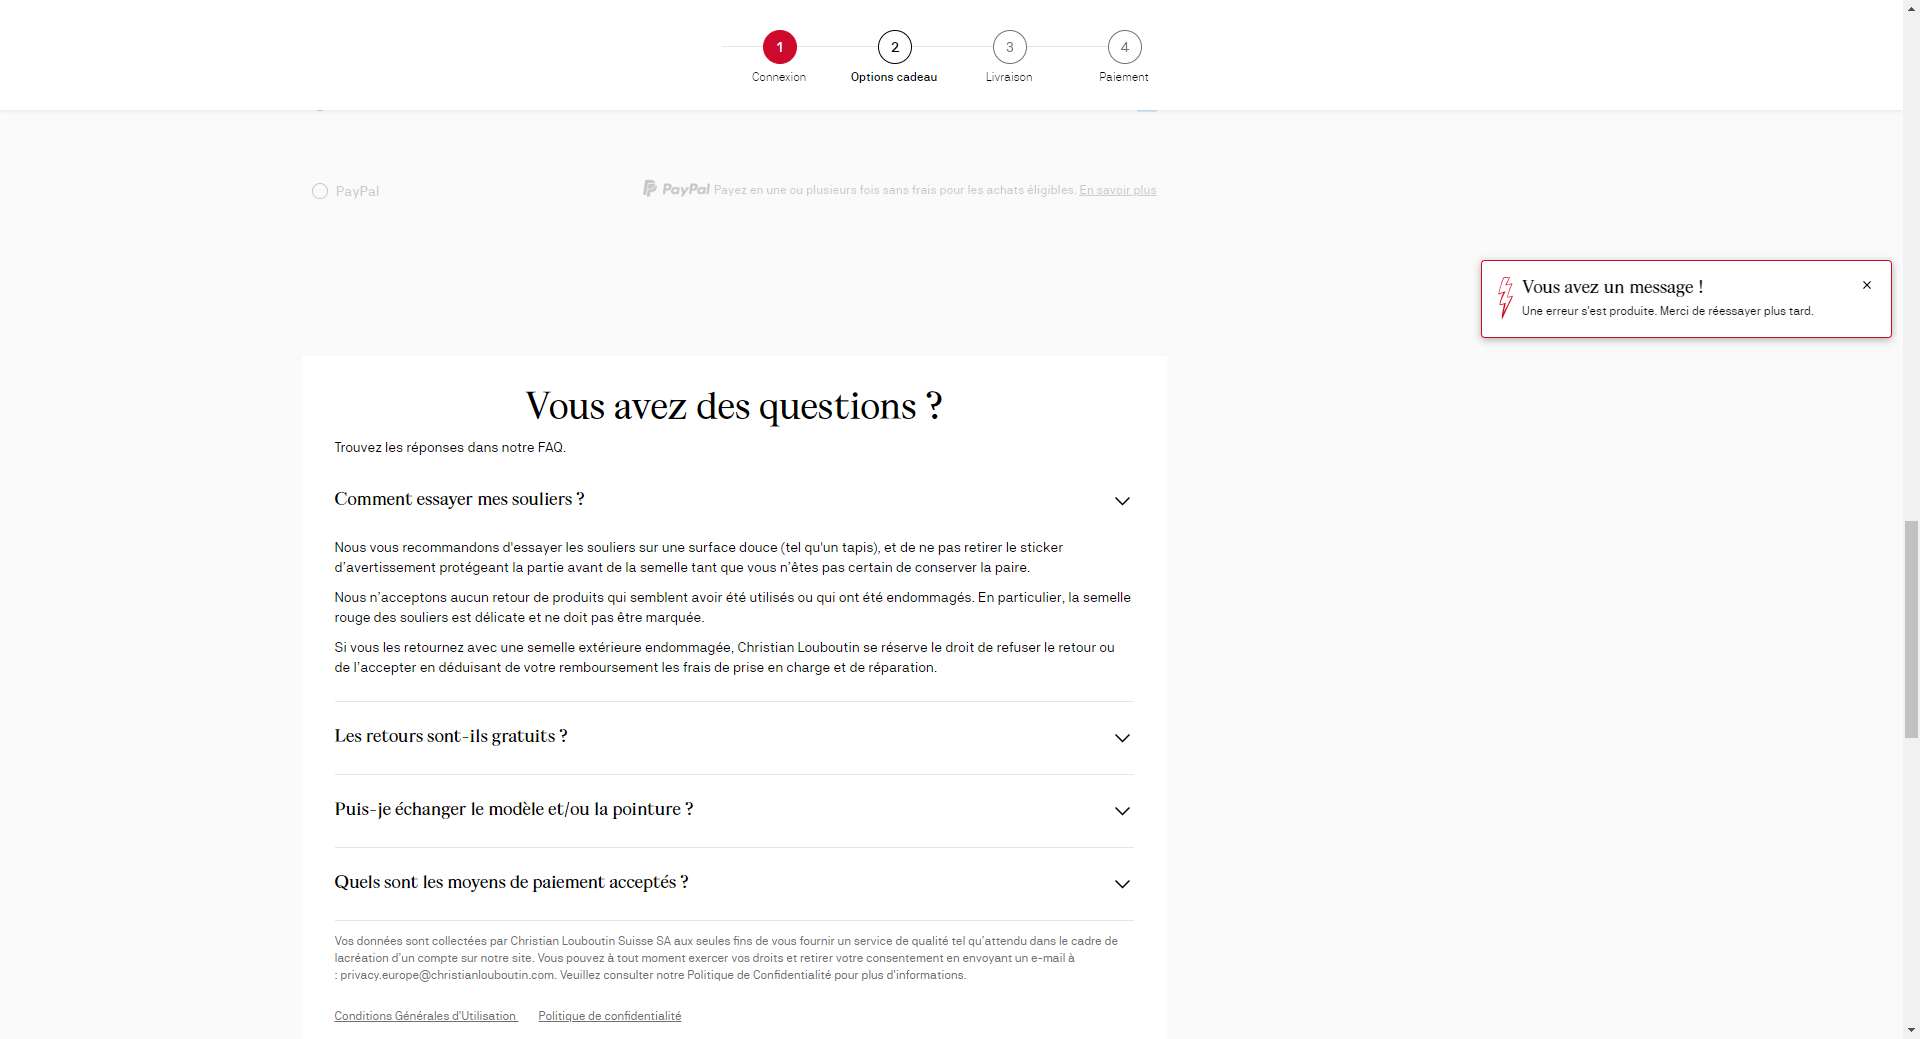 1
2
3
4
Connexion
Options cadeau
Livraison
Paiement
PayPal
PayPal Payez en une ou plusieurs fois sans frais pour les achats éligibles. En savoir plus
Vous avez un message !
Une erreur s'est produite. Merci de réessayer plus tard.
Vous avez des questions ?
Trouvez les réponses dans notre FAQ.
Comment essayer mes souliers ?
Nous vous recommandons d'essayer les souliers sur une surface douce (tel qu'un tapis), et de ne pas retirer le sticker
d’avertissement protégeant la partie avant de la semelle tant que vous n’êtes pas certain de conserver la paire.
Nous n’acceptons aucun retour de produits qui semblent avoir été utilisés ou qui ont été endommagés. En particulier, la semelle
rouge des souliers est délicate et ne doit pas être marquée.
Si vous les retournez avec une semelle extérieure endommagée, Christian Louboutin se réserve le droit de refuser le retour ou
de l’accepter en déduisant de votre remboursement les frais de prise en charge et de réparation.
Les retours sont-ils gratuits ?
Puis-je échanger le modèle et/ou la pointure ?
Quels sont les moyens de paiement acceptés ?
Vos données sont collectées par Christian Louboutin Suisse SA aux seules fins de vous fournir un service de qualité tel qu’attendu dans le cadre de
lacréation d’un compte sur notre site. Vous pouvez à tout moment exercer vos droits et retirer votre consentement en envoyant un e-mail à
: privacy.europe@christianlouboutin.com. Veuillez consulter notre Politique de Confidentialité pour plus d'informations.
Conditions Générales d'Utilisation
Politique de confidentialité